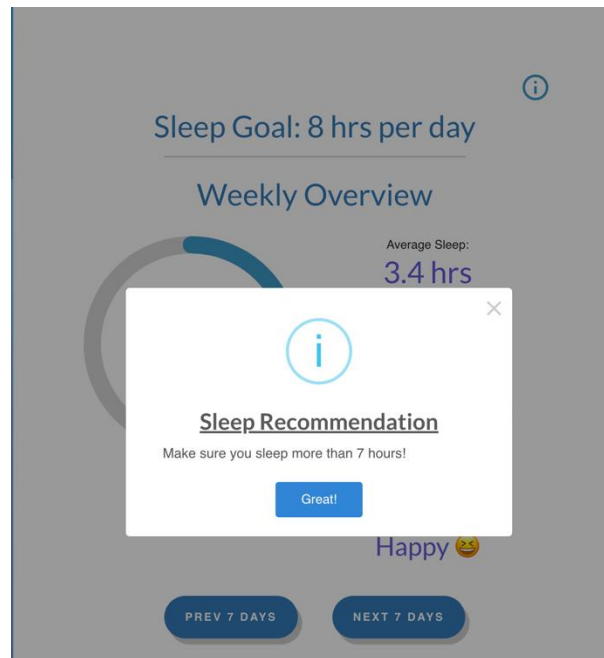 Sleep Goal: 8 hrs per day
Weekly Overview
Average Sleep:
3.4 hrs
Sleep Recommendation
Make sure you sleep more than 7 hours!
Great!
Happy 😆
PREV 7 DAYS
NEXT 7 DAYS